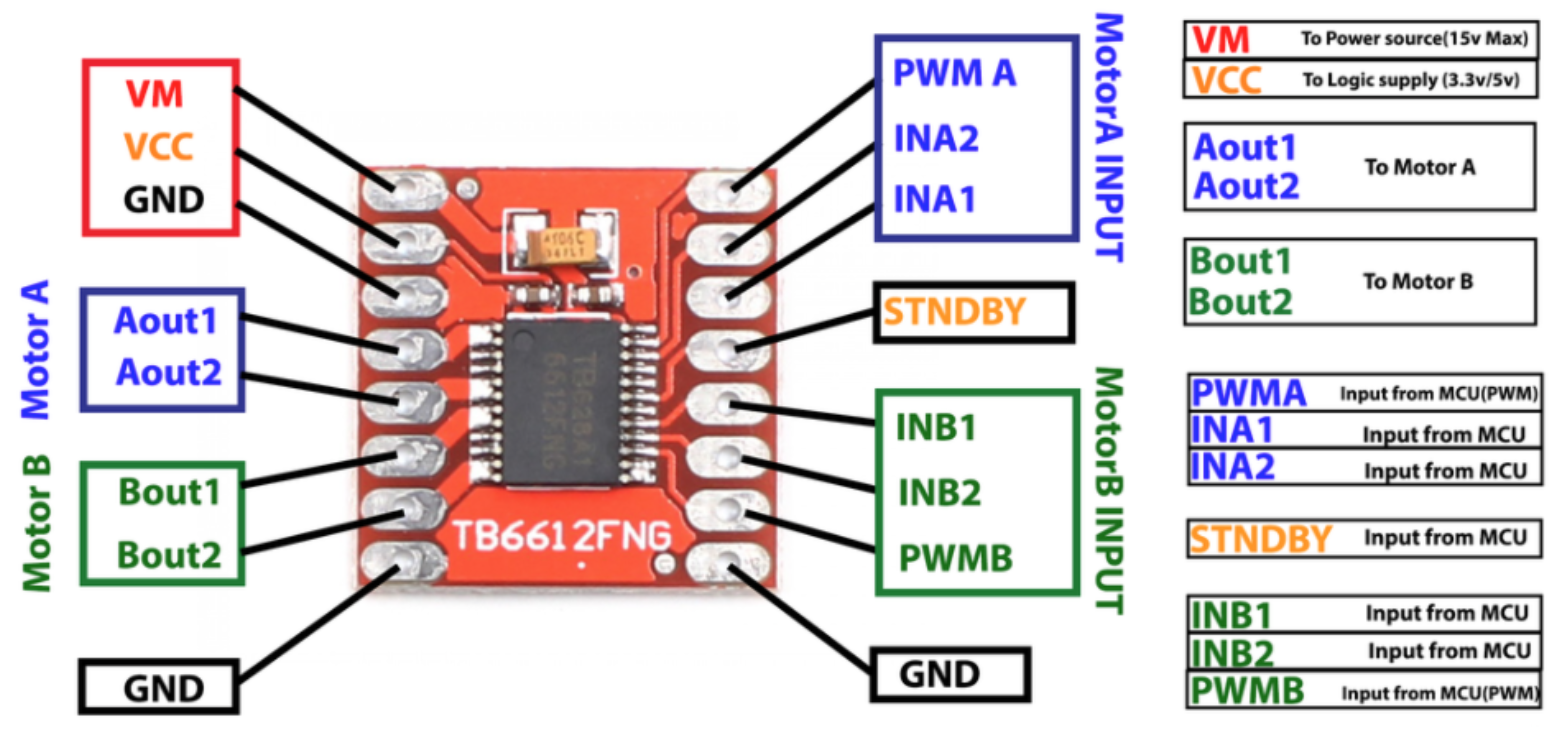 VM
VCC
GND
Motor A
Aout1
Aout2
Motor B
Bout1
Bout2
GND
TB6612FNG
PWM A
INA2
INA1
MotorA INPUT
STNDBY
INB1
INB2
PWMB
MotorB INPUT
GND
VM To Power source(15v Max)
VCC To Logic supply (3.3v/5v)
Aout1
Aout2
To Motor A
Bout1
Bout2
To Motor B
PWMA Input from MCU(PWM)
INA1 Input from MCU
INA2 Input from MCU
STNDBY Input from MCU
INB1 Input from MCU
INB2 Input from MCU
PWMB Input from MCU(PWM)